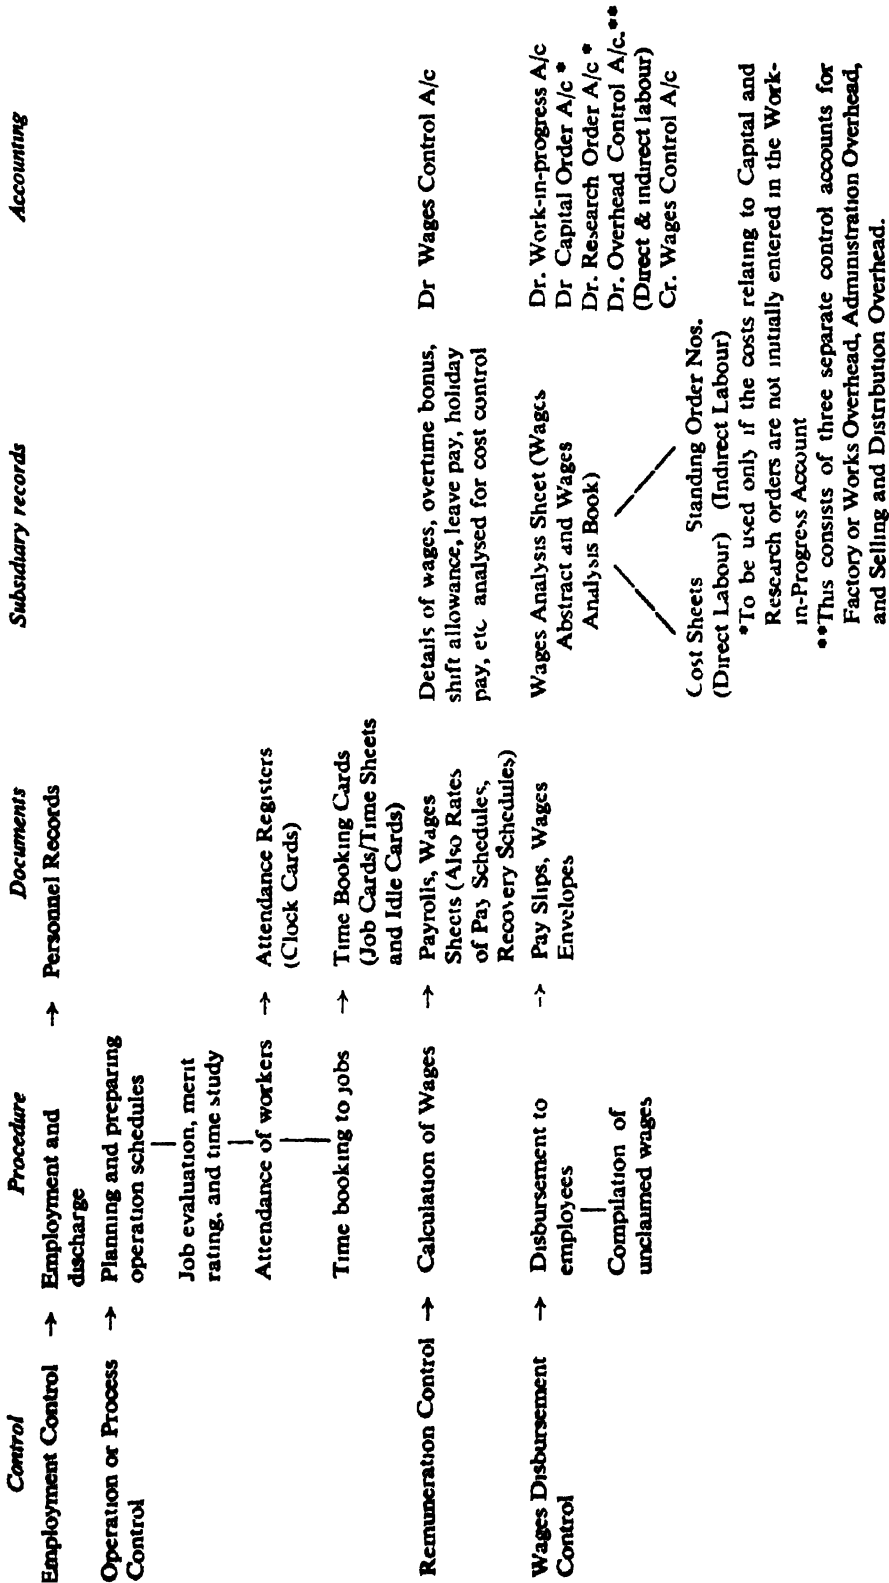 Control Procedure Documents Subsidiary records Accounting
Employment Control → Employment and discharge → Personnel Records
Operation or Process Control → Planning and preparing operation schedules
Job evaluation, merit rating, and time study
Attendance of workers → Attendance Registers (Clock Cards)
Time booking to jobs → Time Booking Cards (Job Cards/Time Sheets and Idle Cards)
Remuneration Control → Calculation of Wages → Payrolls, Wages Sheets (Also Rates of Pay Schedules, Recovery Schedules)
Details of wages, overtime bonus,
shift allowance, leave pay, holiday
pay, etc analysed for cost control
Dr Wages Control A/c
Wages Disbursement Control → Disbursement to employees → Pay Slips, Wages Envelopes
Compilation of
unclaimed wages
Wages Analysis Sheet (Wages
Abstract and Wages
Analysis Book)
Cost Sheets Standing Order Nos.
(Direct Labour) (Indirect Labour)
Dr. Work-in-progress A/c
Dr Capital Order A/c *
Dr. Research Order A/c *
Dr. Overhead Control A/c.**
(Direct & indirect labour)
Cr. Wages Control A/c
*To be used only if the costs relating to Capital and
Research orders are not initially entered in the Work-
in-Progress Account
**This consists of three separate control accounts for
Factory or Works Overhead, Administration Overhead,
and Selling and Distribution Overhead.